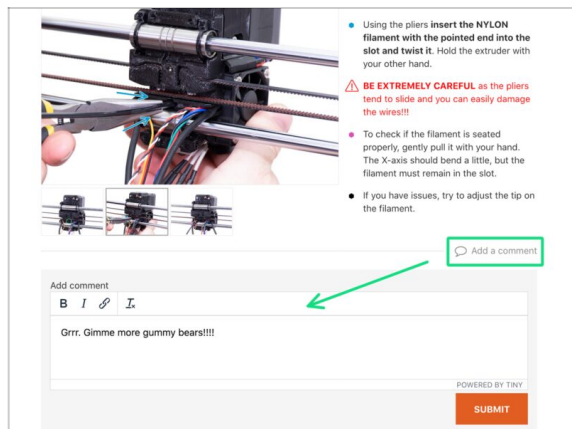 Using the pliers insert the NYLON
filament with the pointed end into the
slot and twist it. Hold the extruder with
your other hand.
BE EXTREMELY CAREFUL as the pliers
tend to slide and you can easily damage
the wires!!!
To check if the filament is seated
properly, gently pull it with your hand.
The X-axis should bend a little, but the
filament must remain in the slot.
If you have issues, try to adjust the tip on
the filament.
Add a comment
Add comment
B I
Grrr. Gimme more gummy bears!!!!
POWERED BY TINY
SUBMIT